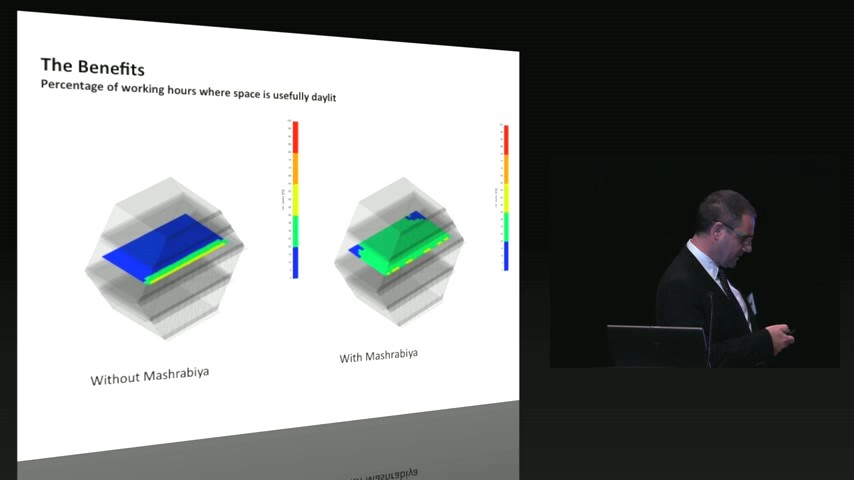 The Benefits
Percentage of working hours where space is usefully daylit
Without Mashrabiya
With Mashrabiya